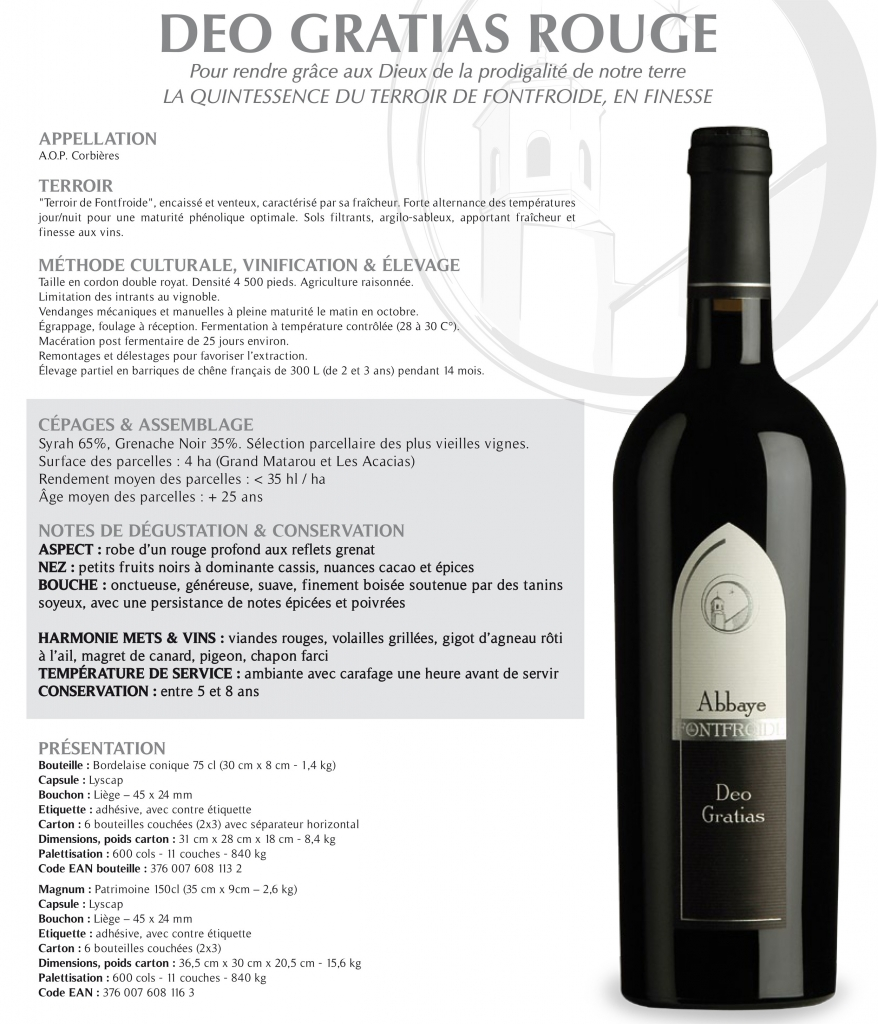 DEO GRATIAS ROUGE
Pour rendre grâce aux Dieux de la prodigalité de notre terre
LA QUINTESSENCE DU TERROIR DE FONTFROIDE, EN FINESSE
APPELLATION
A.O.P. Corbières
TERROIR
"Terroir de Fontfroide", encaissé et venteux, caractérisé par sa fraîcheur. Forte alternance des températures
jour/nuit pour une maturité phénolique optimale. Sols filtrants, argilo-sableux, apportant fraîcheur et
finesse aux vins.
MÉTHODE CULTURALE, VINIFICATION & ÉLEVAGE
Taille en cordon double royat. Densité 4 500 pieds. Agriculture raisonnée.
Limitation des intrants au vignoble.
Vendanges mécaniques et manuelles à pleine maturité le matin en octobre.
Égrappage, foulage à réception. Fermentation à température contrôlée (28 à 30 C°).
Macération post fermentaire de 25 jours environ.
Remontages et délestages pour favoriser l'extraction.
Élevage partiel en barriques de chêne français de 300 L (de 2 et 3 ans) pendant 14 mois.
CÉPAGES & ASSEMBLAGE
Syrah 65%, Grenache Noir 35%. Sélection parcellaire des plus vieilles vignes.
Surface des parcelles : 4 ha (Grand Matarou et Les Acacias)
Rendement moyen des parcelles : < 35 hl / ha
Âge moyen des parcelles : + 25 ans
NOTES DE DÉGUSTATION & CONSERVATION
ASPECT : robe d'un rouge profond aux reflets grenat
NEZ : petits fruits noirs à dominante cassis, nuances cacao et épices
BOUCHE : onctueuse, généreuse, suave, finement boisée soutenue par des tanins
soyeux, avec une persistance de notes épicées et poivrées
HARMONIE METS & VINS : viandes rouges, volailles grillées, gigot d'agneau rôti
à l'ail, magret de canard, pigeon, chapon farci
TEMPÉRATURE DE SERVICE : ambiante avec carafage une heure avant de servir
CONSERVATION : entre 5 et 8 ans
PRÉSENTATION
Bouteille : Bordelaise conique 75 cl (30 cm x 8 cm - 1,4 kg)
Capsule : Lyscap
Bouchon : Liège – 45 x 24 mm
Etiquette : adhésive, avec contre étiquette
Carton : 6 bouteilles couchées (2x3) avec séparateur horizontal
Dimensions, poids carton : 31 cm x 28 cm x 18 cm - 8,4 kg
Palettisation : 600 cols - 11 couches - 840 kg
Code EAN bouteille : 376 007 608 113 2
Magnum : Patrimoine 150cl (35 cm x 9cm – 2,6 kg)
Capsule : Lyscap
Bouchon : Liège – 45 x 24 mm
Etiquette : adhésive, avec contre étiquette
Carton : 6 bouteilles couchées (2x3)
Dimensions, poids carton : 36,5 cm x 30 cm x 20,5 cm - 15,6 kg
Palettisation : 600 cols - 11 couches - 840 kg
Code EAN : 376 007 608 116 3
Abbaye
FONTFROIDE
Deo
Gratias